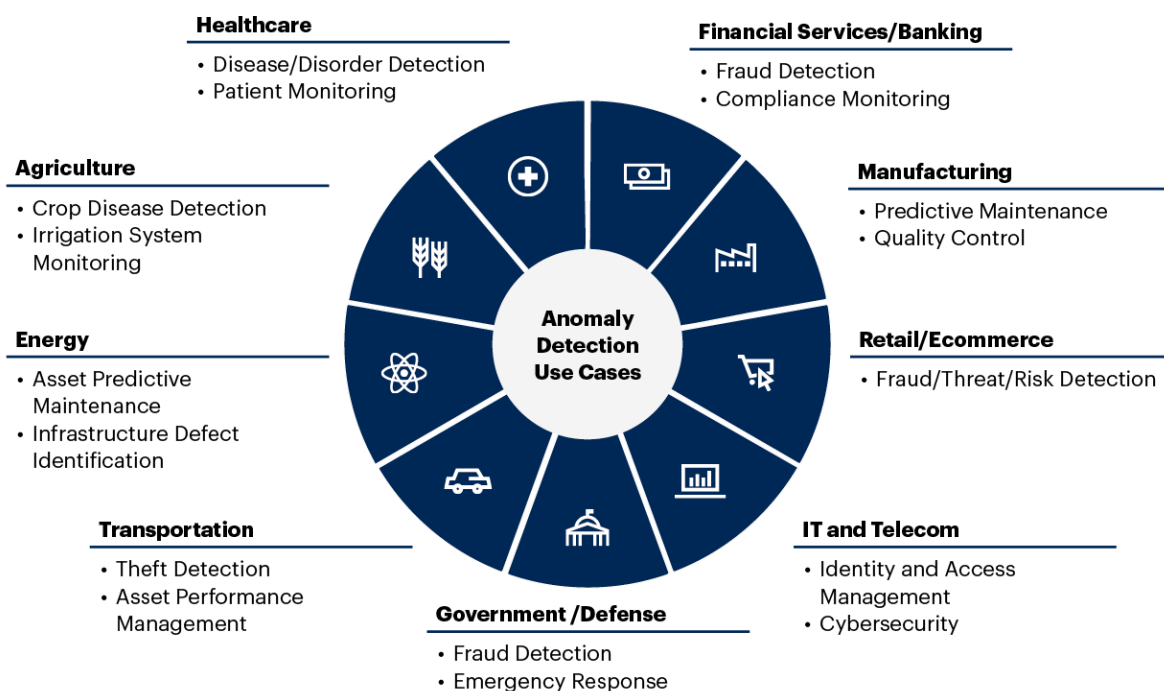 Healthcare
• Disease/Disorder Detection
• Patient Monitoring
Financial Services/Banking
• Fraud Detection
• Compliance Monitoring
Agriculture
• Crop Disease Detection
• Irrigation System
Monitoring
Manufacturing
• Predictive Maintenance
• Quality Control
Anomaly
Detection
Use Cases
Energy
• Asset Predictive
Maintenance
• Infrastructure Defect
Identification
Retail/Ecommerce
• Fraud/Threat/Risk Detection
Transportation
• Theft Detection
• Asset Performance
Management
Government /Defense
• Fraud Detection
• Emergency Response
IT and Telecom
• Identity and Access
Management
• Cybersecurity